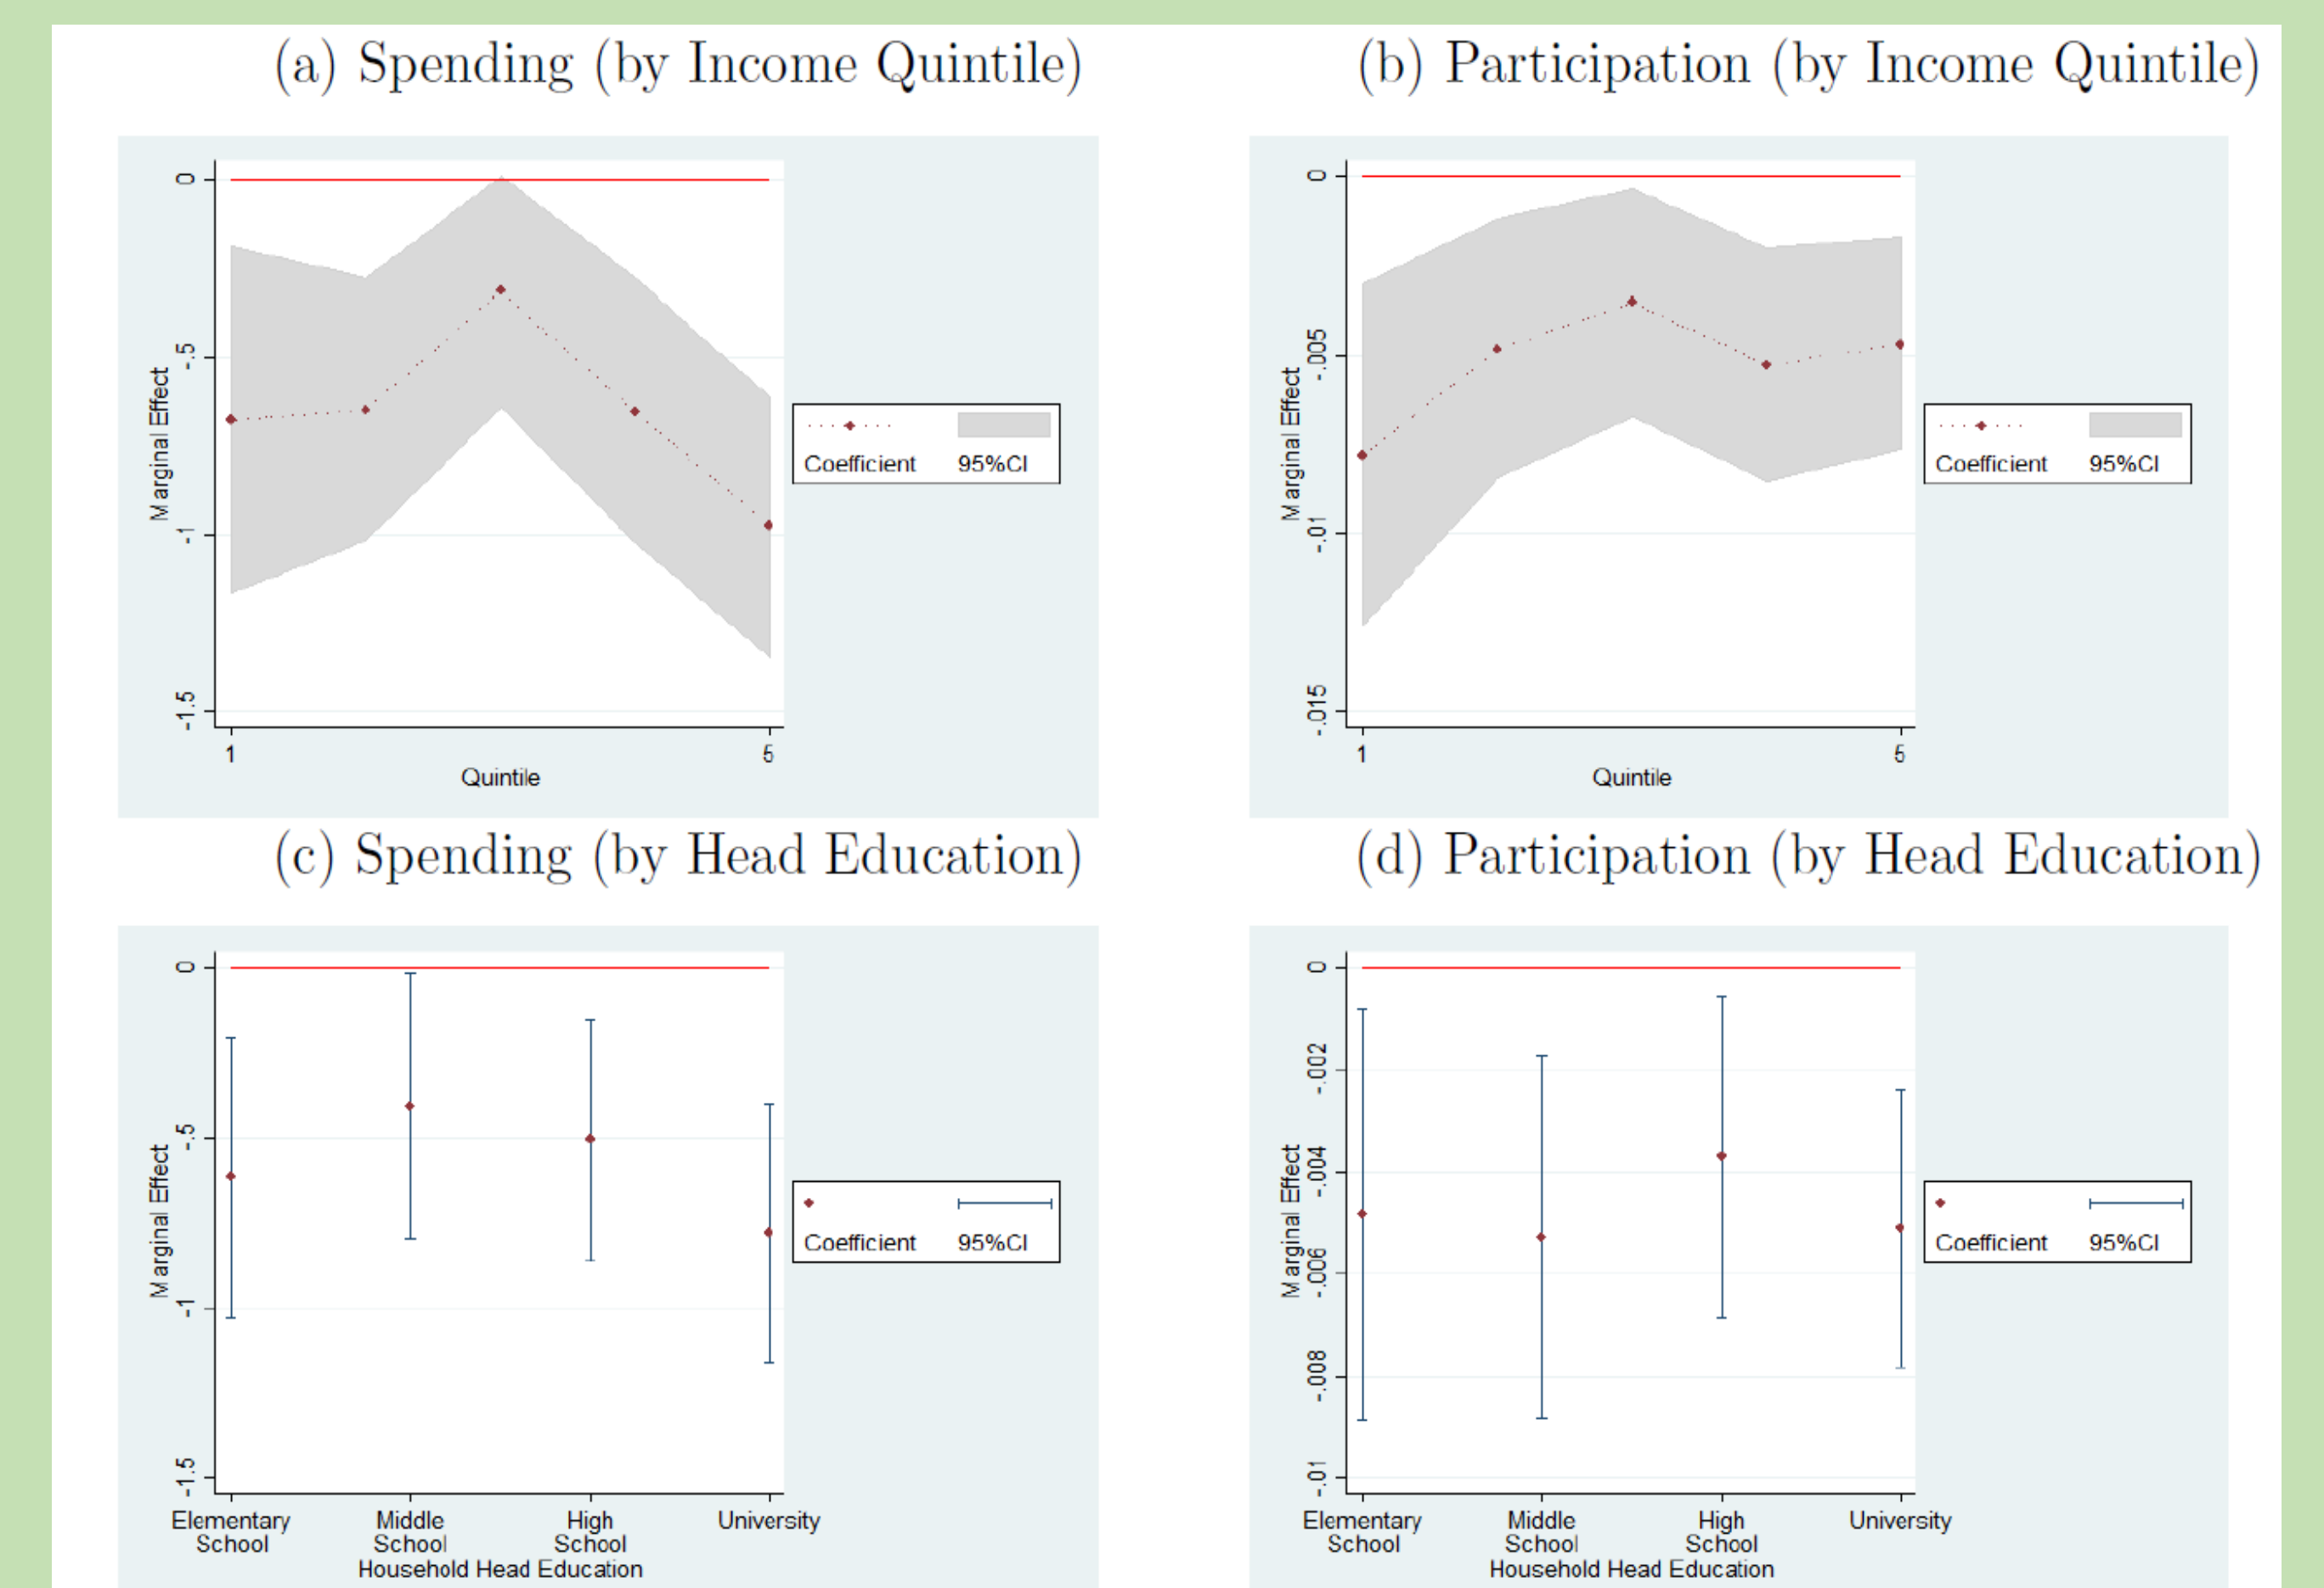 (a) Spending (by Income Quintile)
0
-.5
-1
-1.5
Marginal Effect
1
5
Quintile
Coefficient 95%CI
(b) Participation (by Income Quintile)
0
-.005
-.01
-.015
Marginal Effect
1
5
Quintile
Coefficient 95%CI
(c) Spending (by Head Education)
0
-.5
-1
-1.5
Marginal Effect
Elementary Middle High University
School School School
Household Head Education
Coefficient 95%CI
(d) Participation (by Head Education)
0
-.002
-.004
-.006
-.008
-.01
Marginal Effect
Elementary Middle High University
School School School
Household Head Education
Coefficient 95%CI